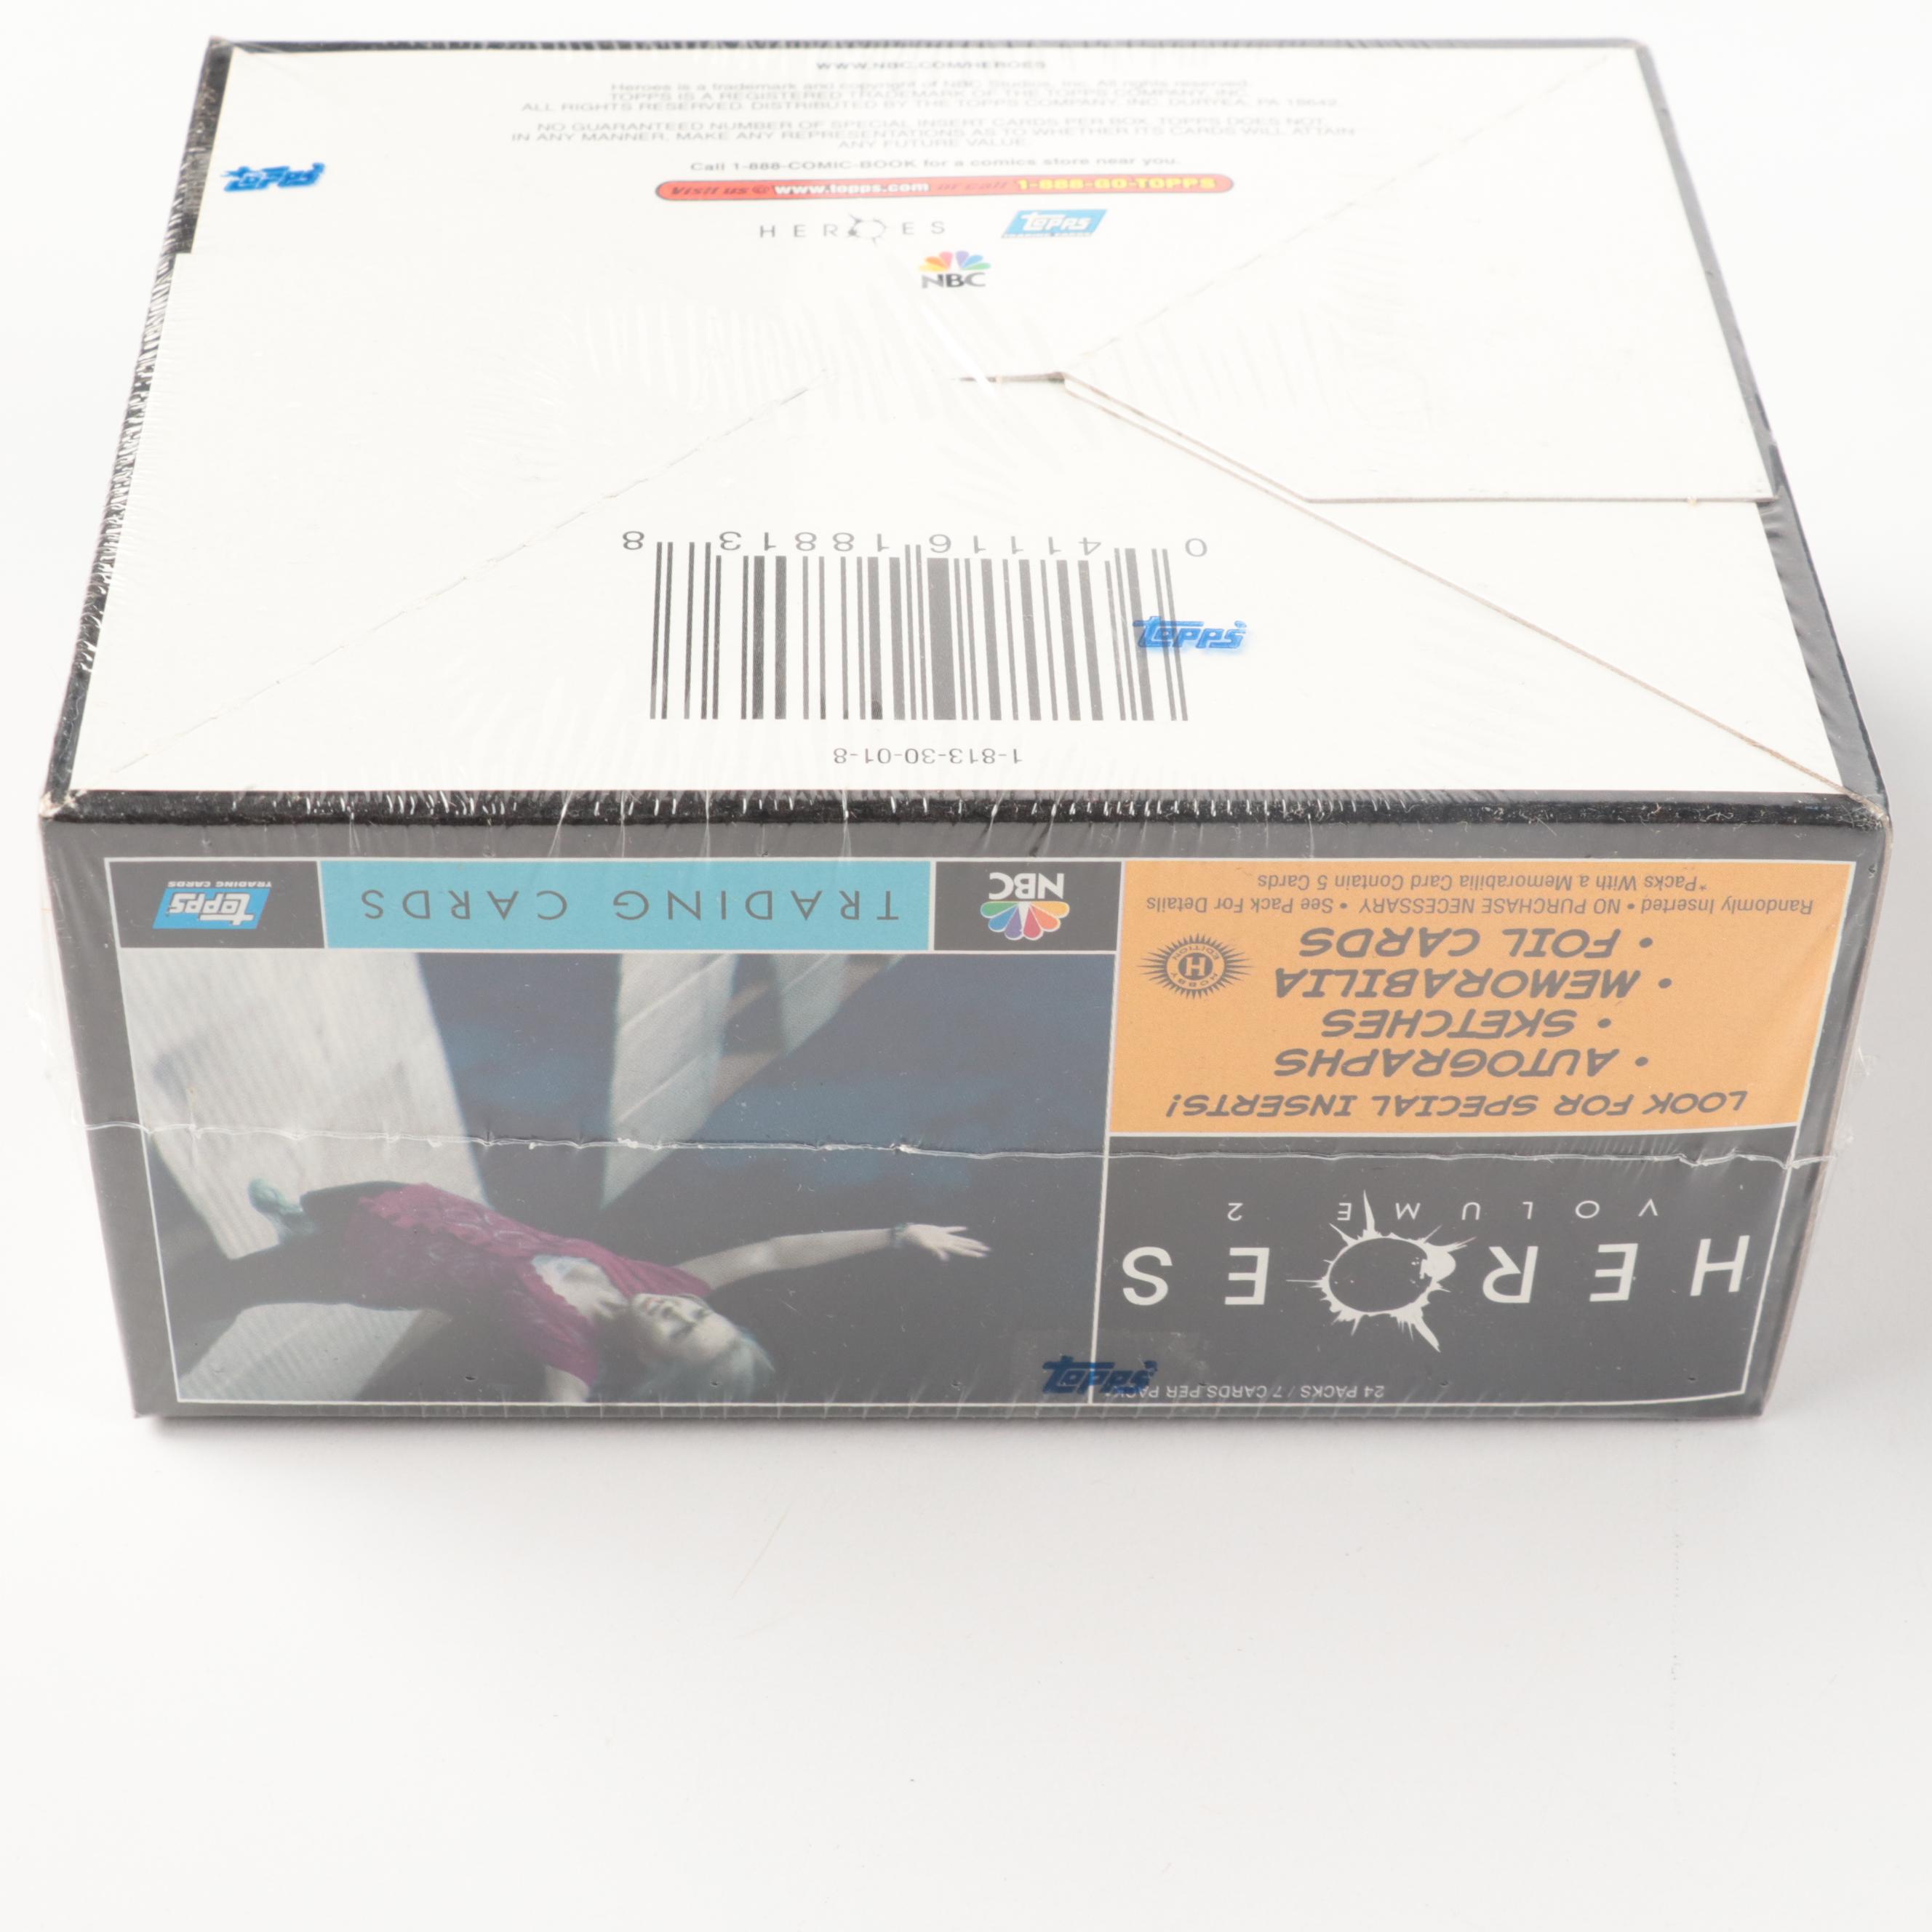 WWW.NBC.COM/HEROES
Heroes is a trademark and copyright of NBC Studios, Inc. All rights reserved.
TOPPS IS A REGISTERED TRADEMARK OF THE TOPPS COMPANY, INC.
ALL RIGHTS RESERVED. DISTRIBUTED BY THE TOPPS COMPANY, INC. DURYEA, PA 18642.
NO GUARANTEED NUMBER OF SPECIAL INSERT CARDS PER BOX. TOPPS DOES NOT,
IN ANY MANNER, MAKE ANY REPRESENTATIONS AS TO WHETHER ITS CARDS WILL ATTAIN
ANY FUTURE VALUE.
Call 1-888-COMIC-BOOK for a comics store near you.
Visit us @ www.topps.com or call 1-888-GO-TOPPS
topps
HEROES
topps
NBC
1-813-30-01-8
topps
0 41116 18813 8
24 PACKS / 7 CARDS PER PACK*
topps
HEROES
VOLUME 2
LOOK FOR SPECIAL INSERTS!
• AUTOGRAPHS
• SKETCHES
• MEMORABILIA
• FOIL CARDS
HOBBY
H
EDITION
Randomly Inserted • NO PURCHASE NECESSARY • See Pack For Details
*Packs With a Memorabilia Card Contain 5 Cards
NBC
TRADING CARDS
topps
TRADING CARDS